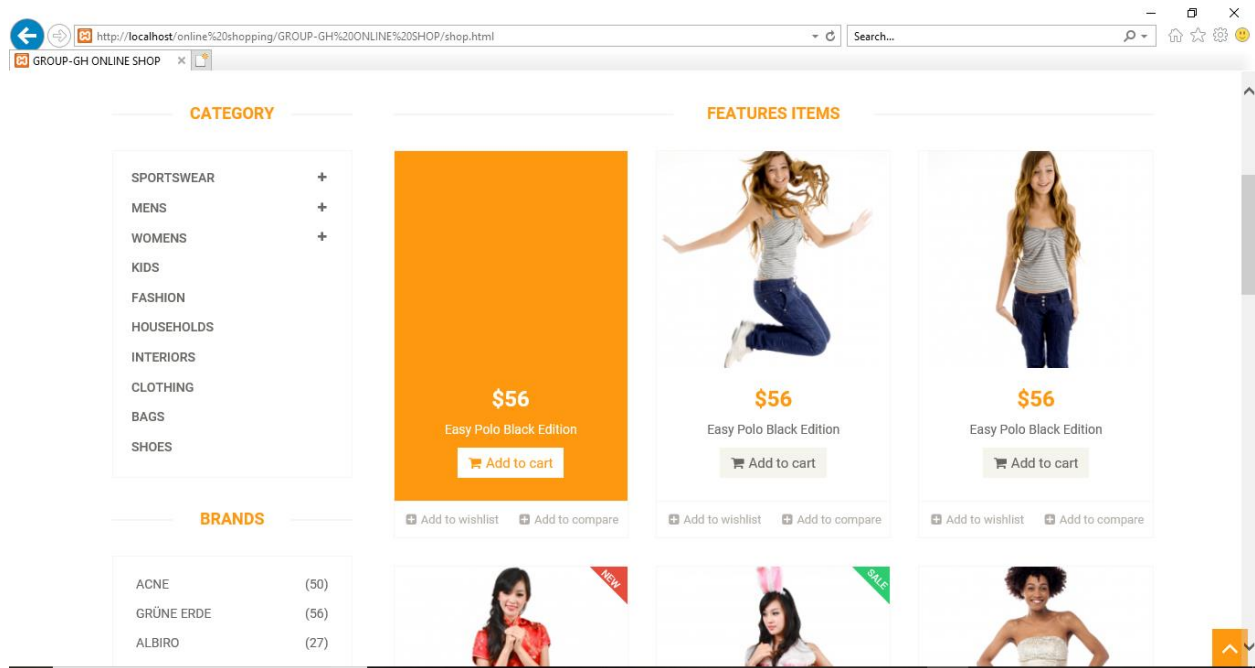 http://localhost/online%20shopping/GROUP-GH%20ONLINE%20SHOP/shop.html
Search...
GROUP-GH ONLINE SHOP
CATEGORY
SPORTSWEAR
MENS
WOMENS
KIDS
FASHION
HOUSEHOLDS
INTERIORS
CLOTHING
BAGS
SHOES
BRANDS
ACNE (50)
GRÜNE ERDE (56)
ALBIRO (27)
FEATURES ITEMS
$56
Easy Polo Black Edition
Add to cart
Add to wishlist Add to compare
$56
Easy Polo Black Edition
Add to cart
Add to wishlist Add to compare
$56
Easy Polo Black Edition
Add to cart
Add to wishlist Add to compare
NEW
SALE